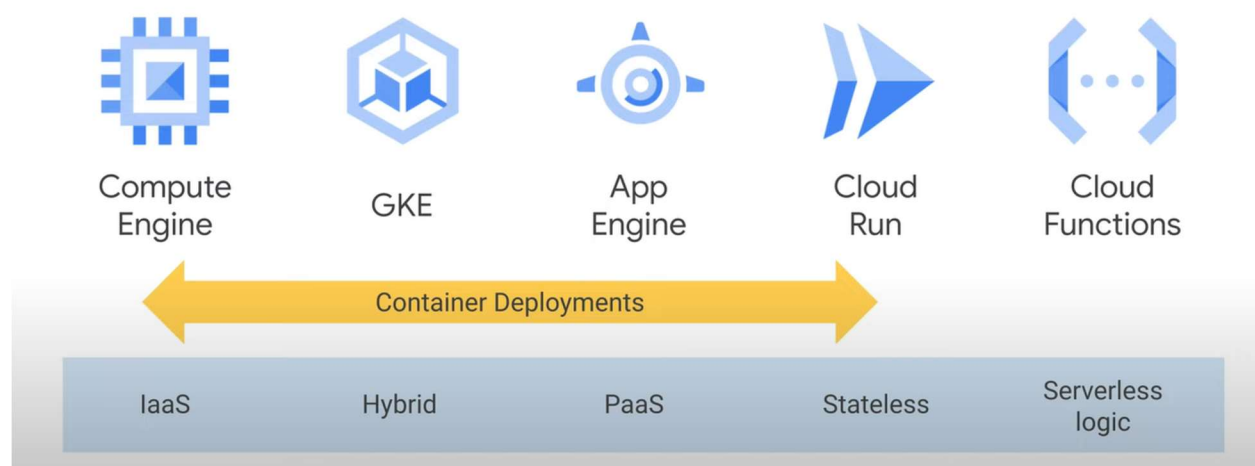 Compute
Engine
GKE
App
Engine
Cloud
Run
Cloud
Functions
Container Deployments
IaaS
Hybrid
PaaS
Stateless
Serverless
logic